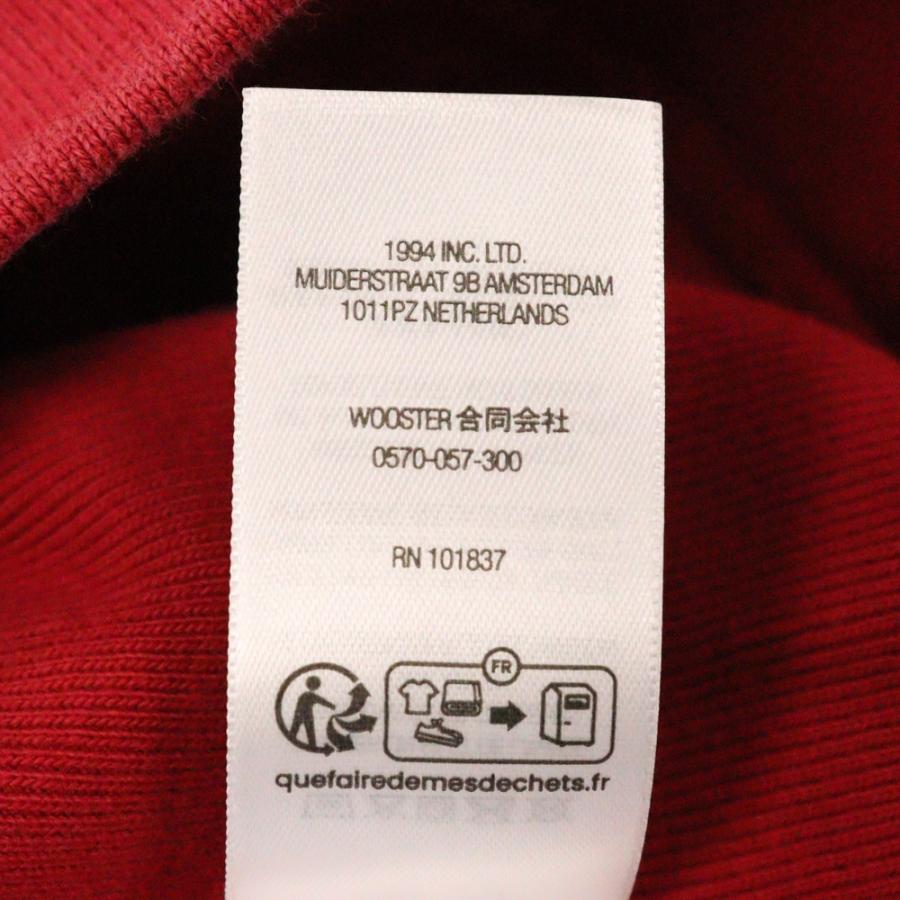 1994 INC. LTD.
MUIDERSTRAAT 9B AMSTERDAM
1011PZ NETHERLANDS
WOOSTER 合同会社
0570-057-300
RN 101837
FR
quefairedemesdechets.fr